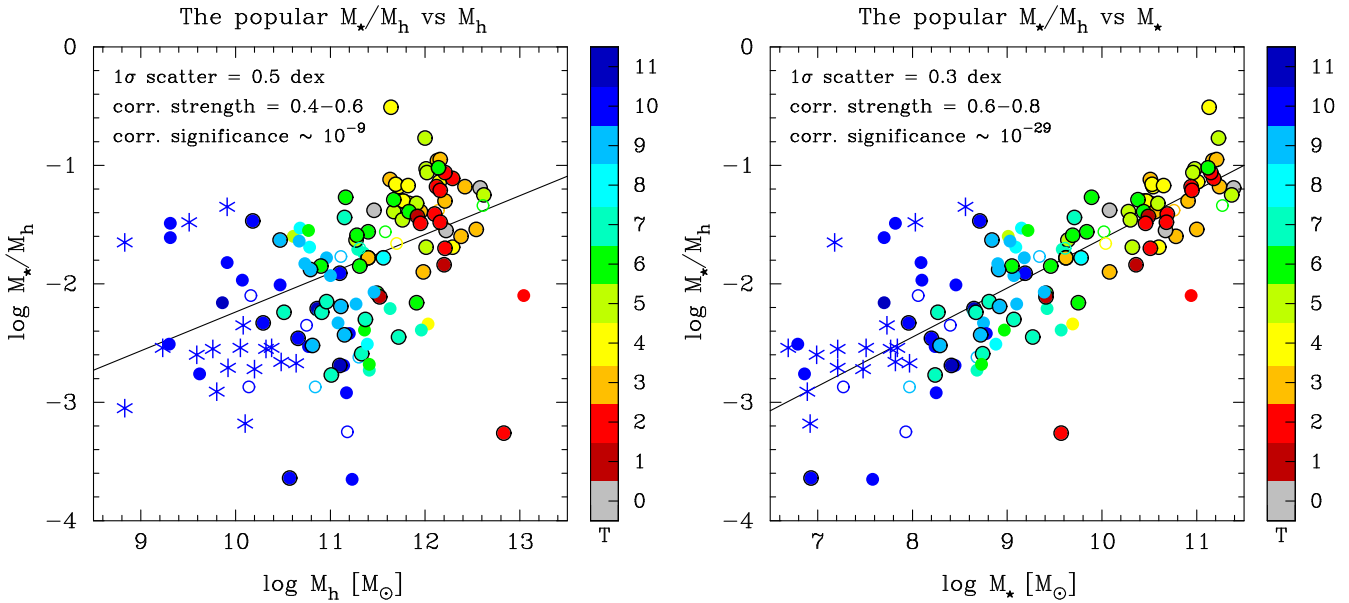 The popular M★/Mh vs Mh
1σ scatter = 0.5 dex
corr. strength = 0.4−0.6
corr. significance ~ 10⁻⁹
log M★/Mh
0
−1
−2
−3
−4
9 10 11 12 13
log Mh [M☉]
11
10
9
8
7
6
5
4
3
2
1
0
T
The popular M★/Mh vs M★
1σ scatter = 0.3 dex
corr. strength = 0.6−0.8
corr. significance ~ 10⁻²⁹
log M★/Mh
0
−1
−2
−3
−4
7 8 9 10 11
log M★ [M☉]
11
10
9
8
7
6
5
4
3
2
1
0
T